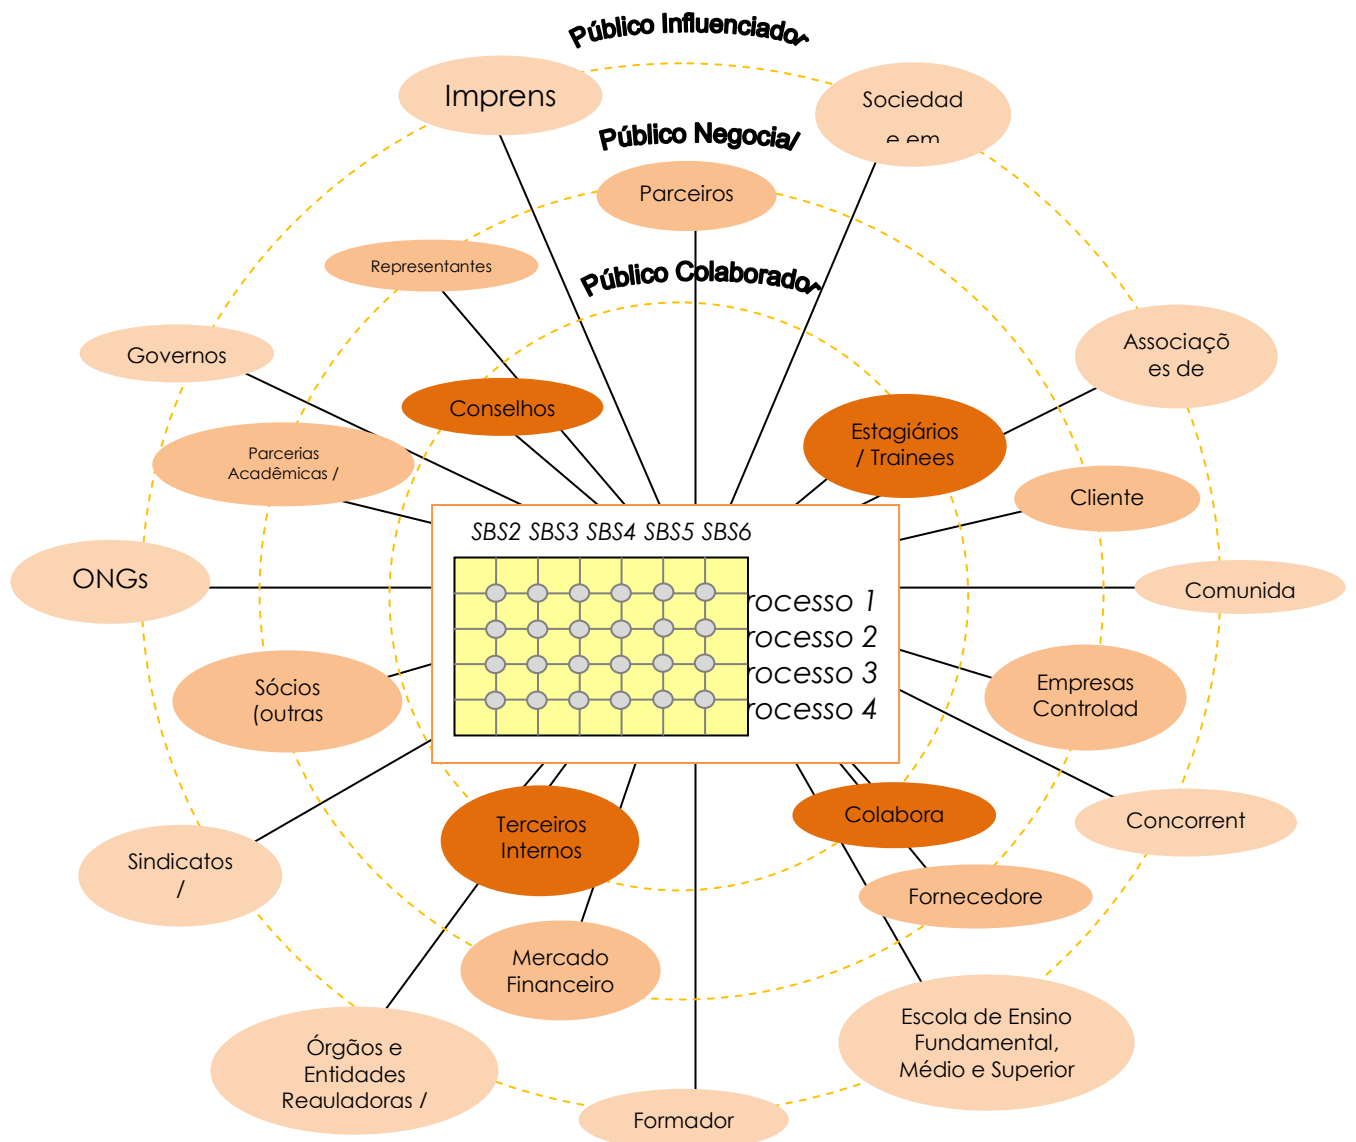 Público Influenciador
Imprens
Sociedad
e em
Público Negocial
Parceiros
Representantes
Público Colaborador
Governos
Associaçõ
es de
Conselhos
Estagiários
/ Trainees
Parcerias
Acadêmicas /
Cliente
SBS2 SBS3 SBS4 SBS5 SBS6
ONGs
Comunida
rocesso 1
rocesso 2
rocesso 3
rocesso 4
Sócios
(outras
Empresas
Controlad
Terceiros
Internos
Colabora
Concorrent
Sindicatos
/
Fornecedore
Mercado
Financeiro
Órgãos e
Entidades
Reguladoras /
Escola de Ensino
Fundamental,
Médio e Superior
Formador